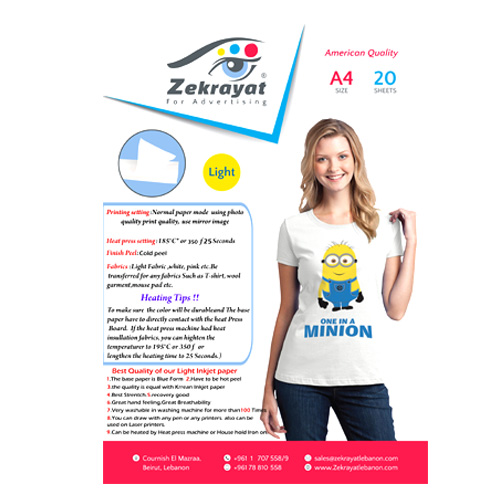 Zekrayat®
For Advertising
American Quality
A4
SIZE
20
SHEETS
Light
Printing setting:Normal paper mode using photo
quality print quality, use mirror image
Heat press setting:185°C° or 350 ƒ25 Seconds
Finish Peel:Cold peel
Fabrics:Light Fabric,white, pink etc.Be
transferred for any fabrics Such as T-shirt,wool
garment,mouse pad etc.
Heating Tips !!
To make sure the color will be durableand The base
paper have to directly contact with the heat Press
Board. If the heat press machine had heat
insullation fabrics, you can highten the
temperaturer to 195°C or 350 f or
lengthen the heating time to 25 Seconds.)
Best Quality of our Light Inkjet paper
1.The base paper is Blue Form 2.Have to be hot peel
3.the quality is equal with Korean Inkjet paper
4.Best Stretntch 5.recovery good
6.Great hand feeling,Great Breathability
7.Very washable in washing machine for more than100 Times
8.You can draw with any pen or any printers also can be
used on Laser printers.
9.Can be heated by Heat press machine or House hold Iron
ONE IN A
MINION
Cournish El Mazraa,
Beirut, Lebanon
+961 1 707 558/9
+961 78 810 558
sales@zekrayatlebanon.com
www.Zekrayatlebanon.com